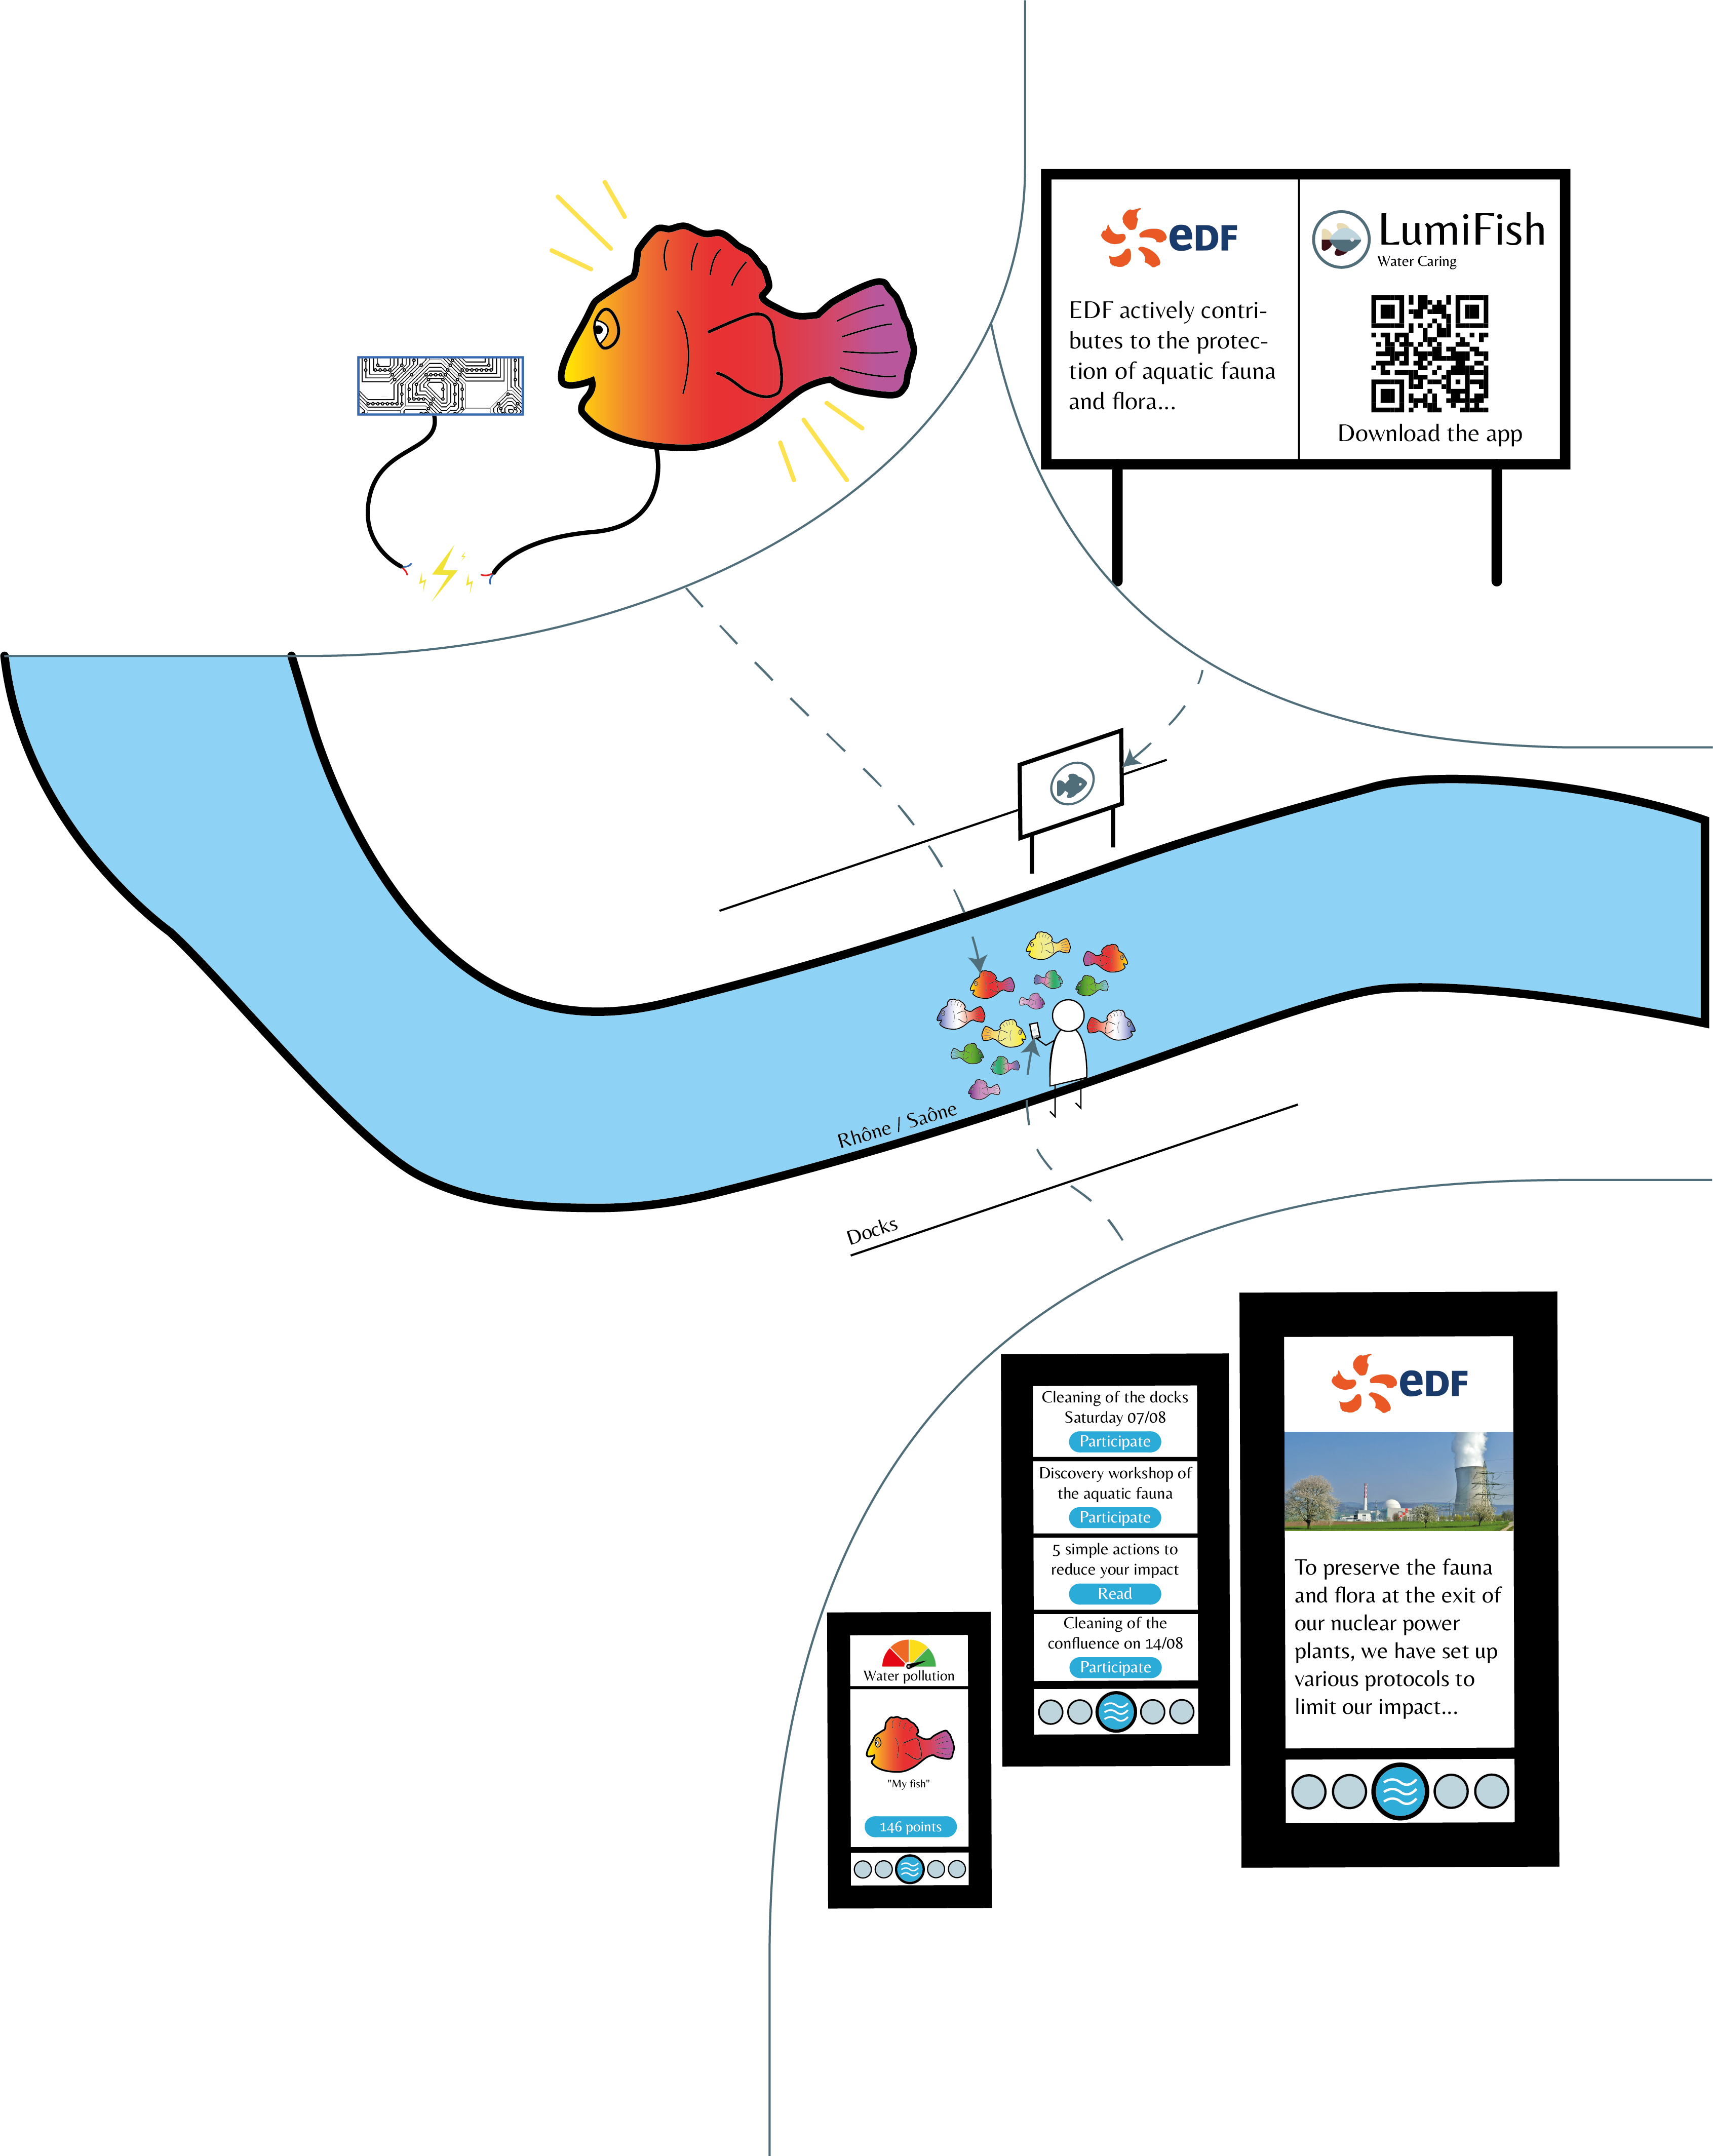 eDF
EDF actively contri-
butes to the protec-
tion of aquatic fauna
and flora...
LumiFish
Water Caring
Download the app
Rhône / Saône
Docks
Water pollution
"My fish"
146 points
Cleaning of the docks
Saturday 07/08
Participate
Discovery workshop of
the aquatic fauna
Participate
5 simple actions to
reduce your impact
Read
Cleaning of the
confluence on 14/08
Participate
eDF
To preserve the fauna
and flora at the exit of
our nuclear power
plants, we have set up
various protocols to
limit our impact...